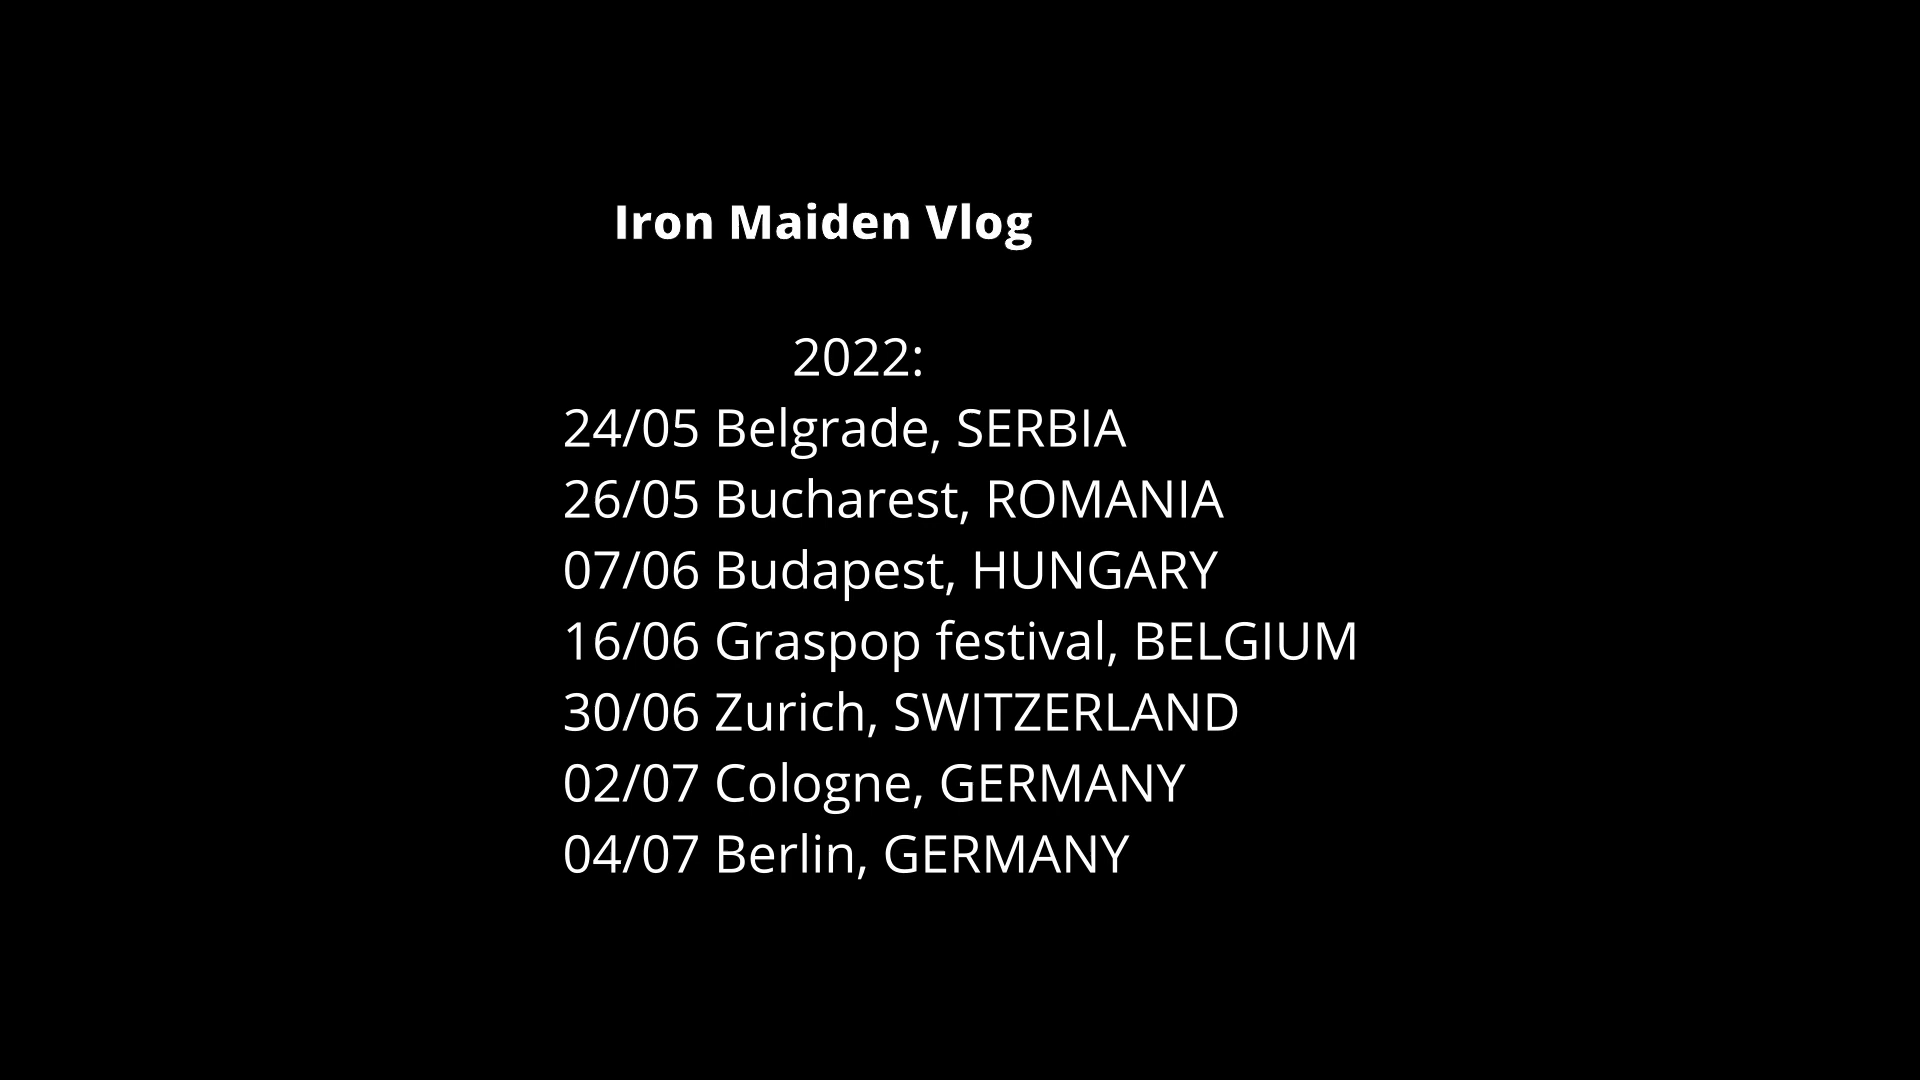 Iron Maiden Vlog
2022:
24/05 Belgrade, SERBIA
26/05 Bucharest, ROMANIA
07/06 Budapest, HUNGARY
16/06 Graspop festival, BELGIUM
30/06 Zurich, SWITZERLAND
02/07 Cologne, GERMANY
04/07 Berlin, GERMANY